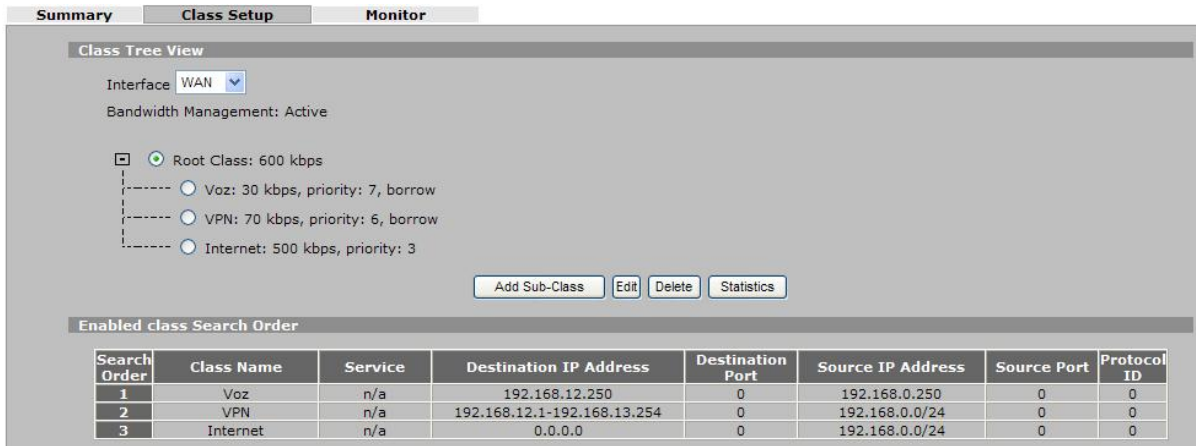 Summary Class Setup Monitor
Class Tree View
Interface WAN
Bandwidth Management: Active
Root Class: 600 kbps
Voz: 30 kbps, priority: 7, borrow
VPN: 70 kbps, priority: 6, borrow
Internet: 500 kbps, priority: 3
Add Sub-Class Edit Delete Statistics
Enabled class Search Order
Search Order Class Name Service Destination IP Address Destination Port Source IP Address Source Port Protocol ID
1 Voz n/a 192.168.12.250 0 192.168.0.250 0 0
2 VPN n/a 192.168.12.1-192.168.13.254 0 192.168.0.0/24 0 0
3 Internet n/a 0.0.0.0 0 192.168.0.0/24 0 0